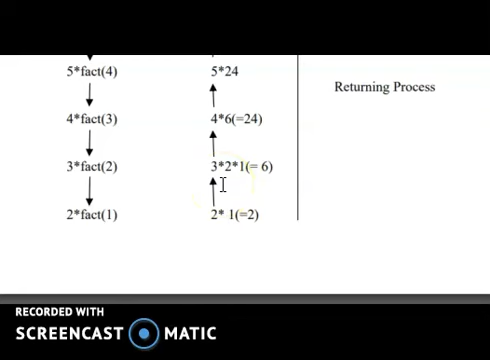 5*fact(4) 5*24
Returning Process
4*fact(3) 4*6(=24)
3*fact(2) 3*2*1(= 6)
2*fact(1) 2* 1(=2)
RECORDED WITH
SCREENCAST MATIC